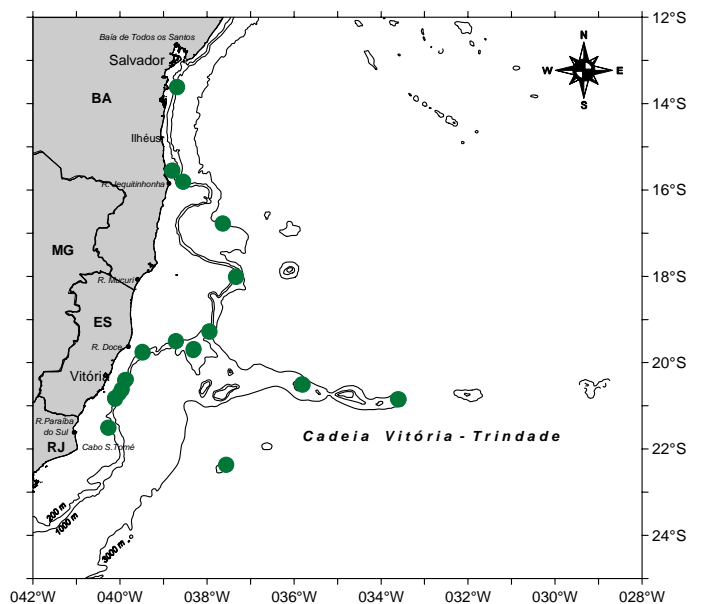 12°S
Baía de Todos os Santos
Salvador
N
W
E
S
BA
14°S
Ilhéus
R. Jequitinhonha
16°S
MG
R. Mucuri
18°S
ES
R. Doce
20°S
Vitória
R.Paraíba
do Sul
RJ
Cabo S.Tomé
Cadeia Vitória - Trindade
22°S
200 m
1000 m
3000 m
24°S
042°W
040°W
038°W
036°W
034°W
032°W
030°W
028°W